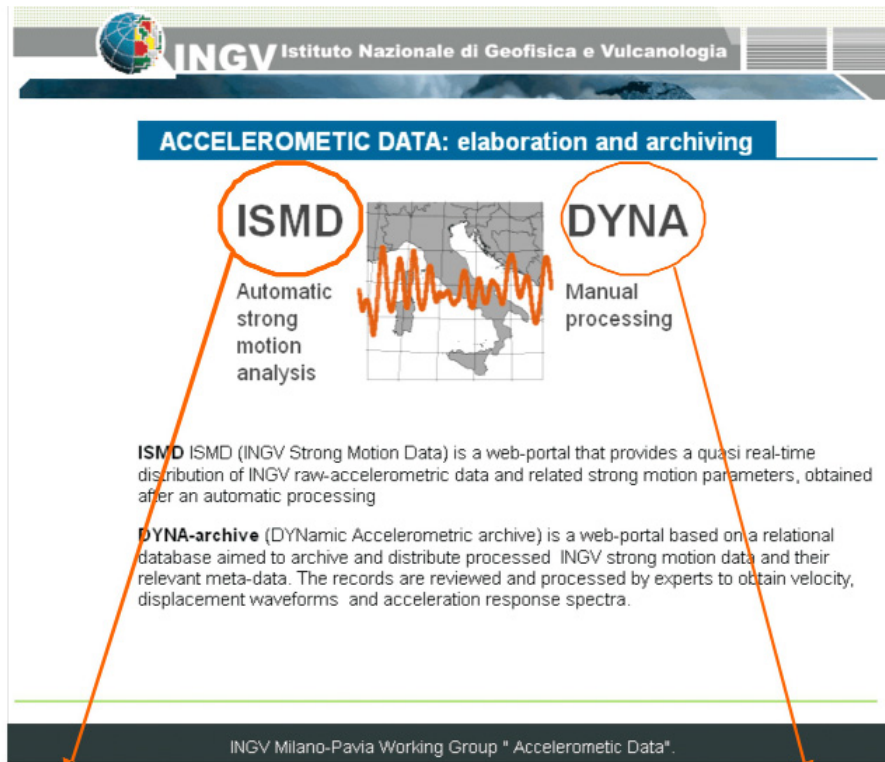 INGV Istituto Nazionale di Geofisica e Vulcanologia
ACCELEROMETIC DATA: elaboration and archiving
ISMD
Automatic
strong
motion
analysis
DYNA
Manual
processing
ISMD ISMD (INGV Strong Motion Data) is a web-portal that provides a quasi real-time
distribution of INGV raw-accelerometric data and related strong motion parameters, obtained
after an automatic processing
DYNA-archive (DYNamic Accelerometric archive) is a web-portal based on a relational
database aimed to archive and distribute processed INGV strong motion data and their
relevant meta-data. The records are reviewed and processed by experts to obtain velocity,
displacement waveforms and acceleration response spectra.
INGV Milano-Pavia Working Group " Accelerometic Data".